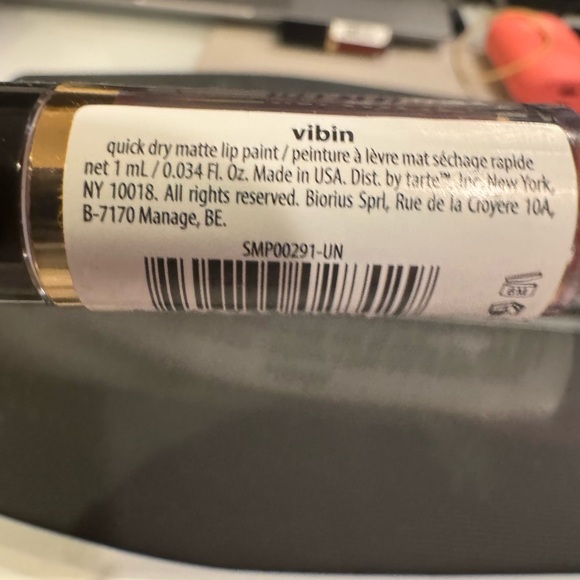 vibin
quick dry matte lip paint / peinture à lèvre mat séchage rapide
net 1 mL / 0.034 Fl. Oz. Made in USA. Dist. by tarte™, Inc. New York,
NY 10018. All rights reserved. Biorius Sprl, Rue de la Croyere 10A,
B-7170 Manage, BE.
SMP00291-UN
6M